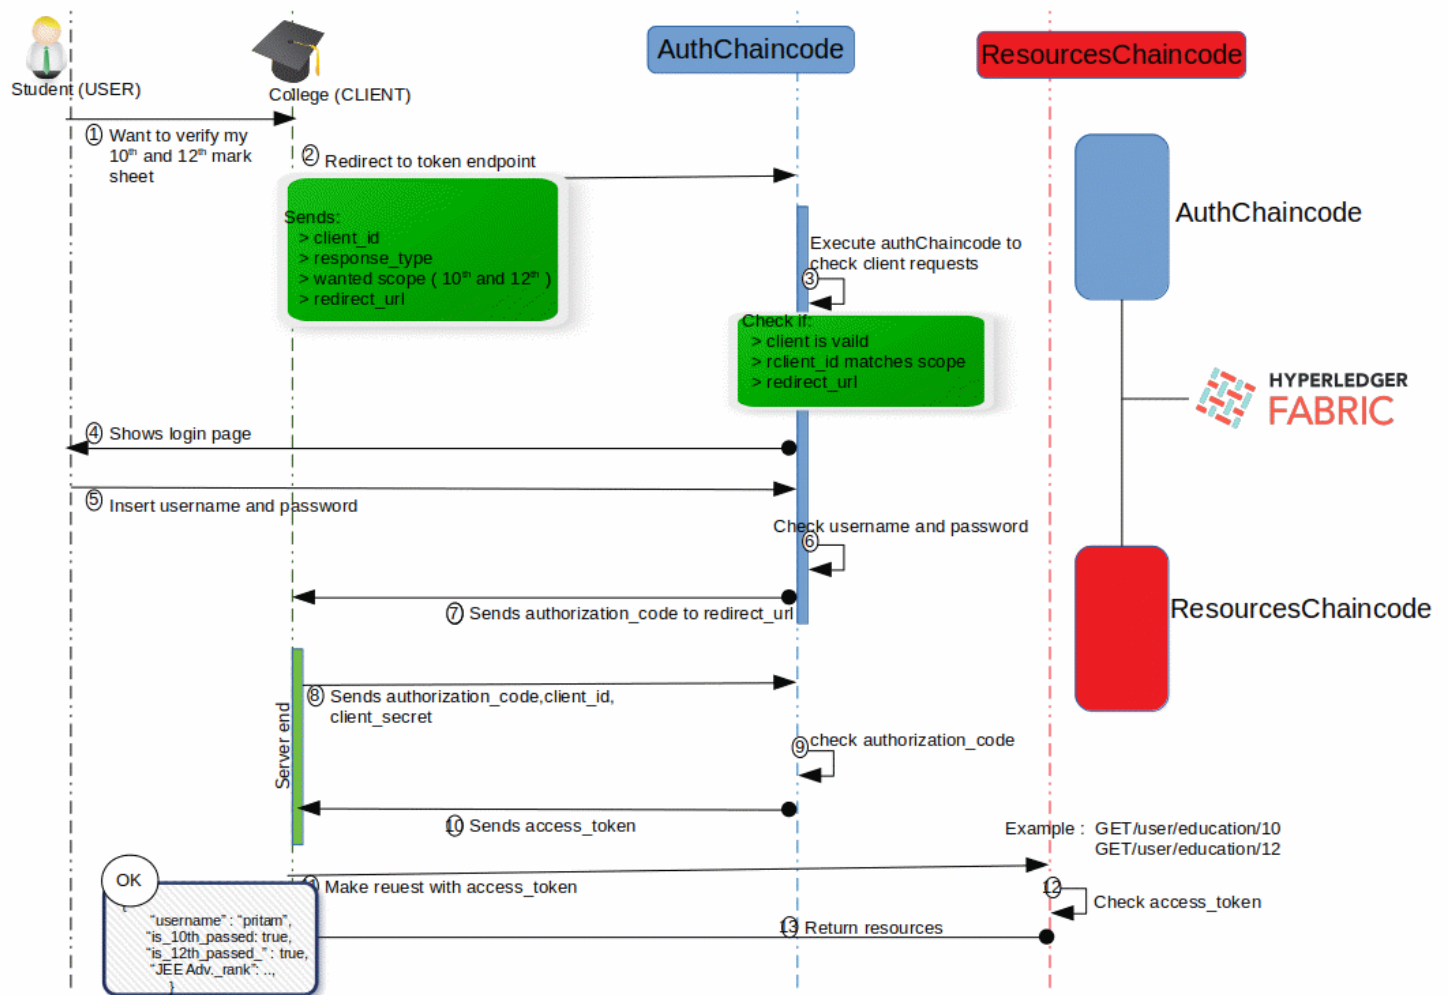 Student (USER)
College (CLIENT)
AuthChaincode
ResourcesChaincode
1 Want to verify my
10th and 12th mark
sheet
2 Redirect to token endpoint
Sends:
> client_id
> response_type
> wanted scope ( 10th and 12th )
> redirect_url
Execute authChaincode to
check client requests
3
Check if:
> client is vaild
> rclient_id matches scope
> redirect_url
AuthChaincode
HYPERLEDGER
FABRIC
4 Shows login page
5 Insert username and password
Check username and password
6
7 Sends authorization_code to redirect_url
ResourcesChaincode
Server end
8 Sends authorization_code,client_id,
client_secret
9 check authorization_code
10 Sends access_token
Example : GET/user/education/10
GET/user/education/12
Make reuest with access_token
12 Check access_token
13 Return resources
OK
{
“username” : “pritam”,
“is_10th_passed: true,
“is_12th_passed_” : true,
“JEE Adv._rank”: ..,
}